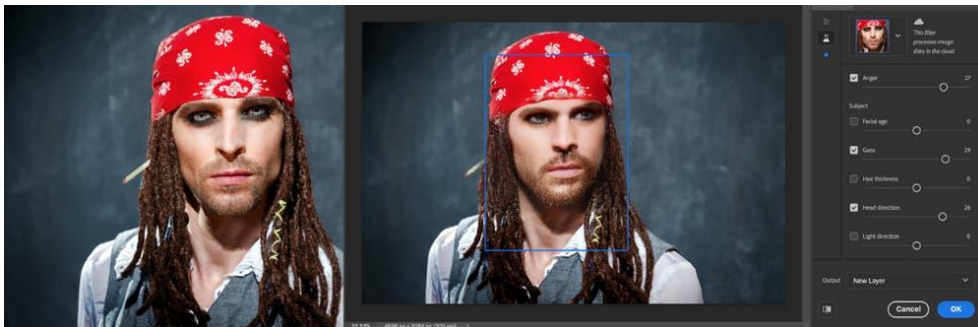 This filter
processes image
data in the cloud.
Anger 27
Subject
Facial age 0
Gaze 29
Hair thickness 0
Head direction 26
Light direction 0
Output New Layer
Cancel OK